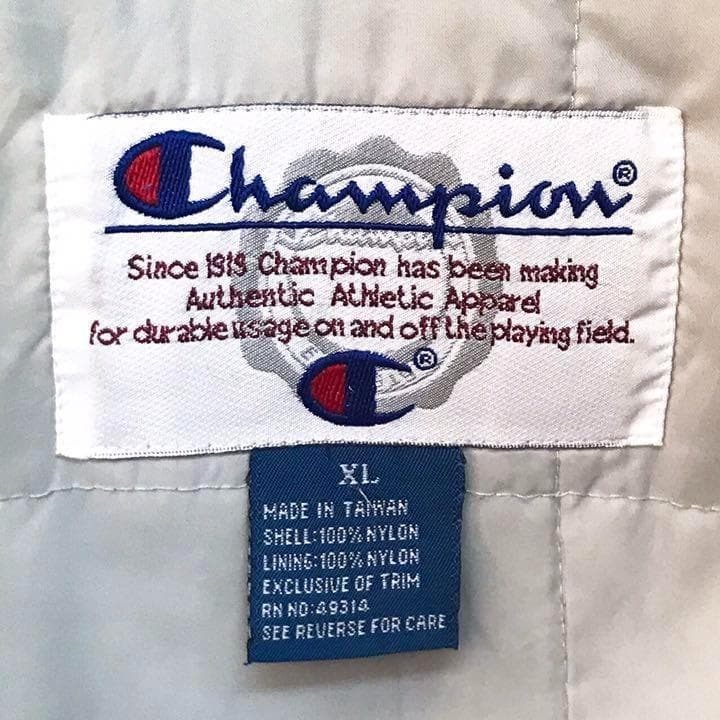 Champion®
Since 1919 Champion has been making
Authentic Athletic Apparel
for durable usage on and off the playing field.
®
XL
MADE IN TAIWAN
SHELL:100% NYLON
LINING:100% NYLON
EXCLUSIVE OF TRIM
RN NO:49314
SEE REVERSE FOR CARE